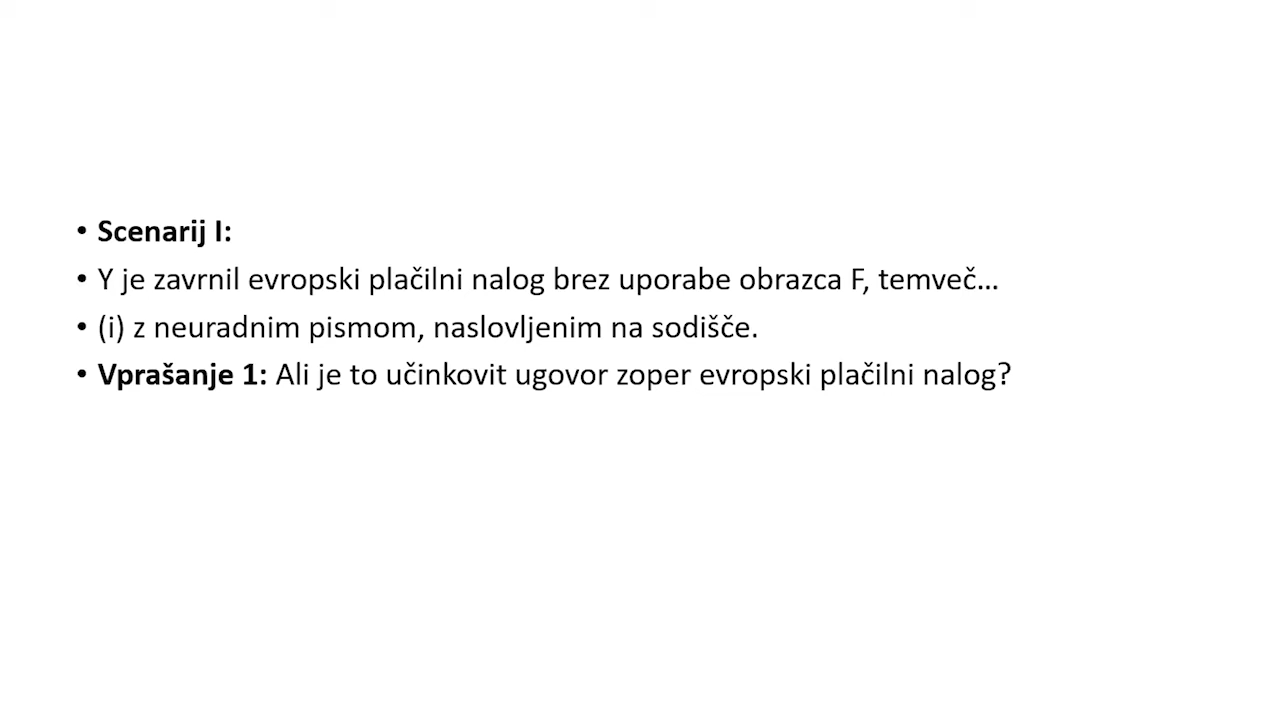 • Scenarij I:
• Y je zavrnil evropski plačilni nalog brez uporabe obrazca F, temveč…
• (i) z neuradnim pismom, naslovljenim na sodišče.
• Vprašanje 1: Ali je to učinkovit ugovor zoper evropski plačilni nalog?